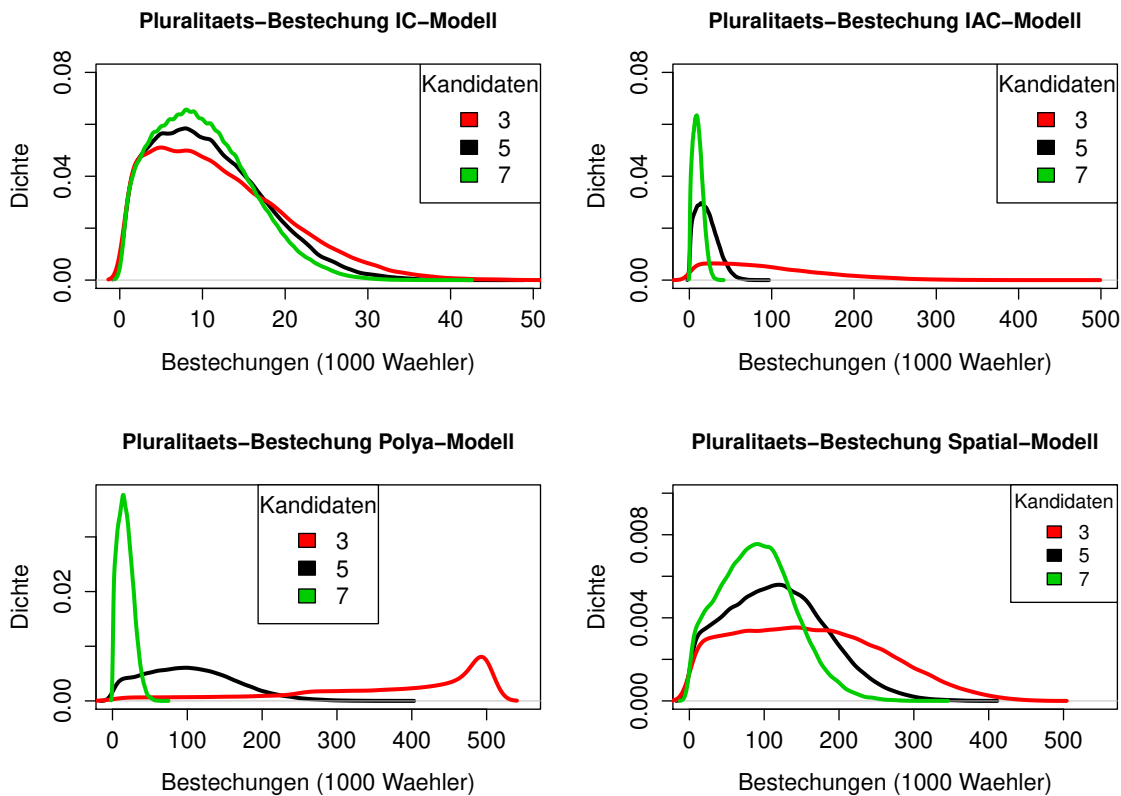 Pluralitaets−Bestechung IC−Modell
Dichte
0.00 0.04 0.08
Kandidaten
3
5
7
0 10 20 30 40 50
Bestechungen (1000 Waehler)
Pluralitaets−Bestechung IAC−Modell
Dichte
0.00 0.04 0.08
Kandidaten
3
5
7
0 100 200 300 400 500
Bestechungen (1000 Waehler)
Pluralitaets−Bestechung Polya−Modell
Dichte
0.00 0.02
Kandidaten
3
5
7
0 100 200 300 400 500
Bestechungen (1000 Waehler)
Pluralitaets−Bestechung Spatial−Modell
Dichte
0.000 0.004 0.008
Kandidaten
3
5
7
0 100 200 300 400 500
Bestechungen (1000 Waehler)